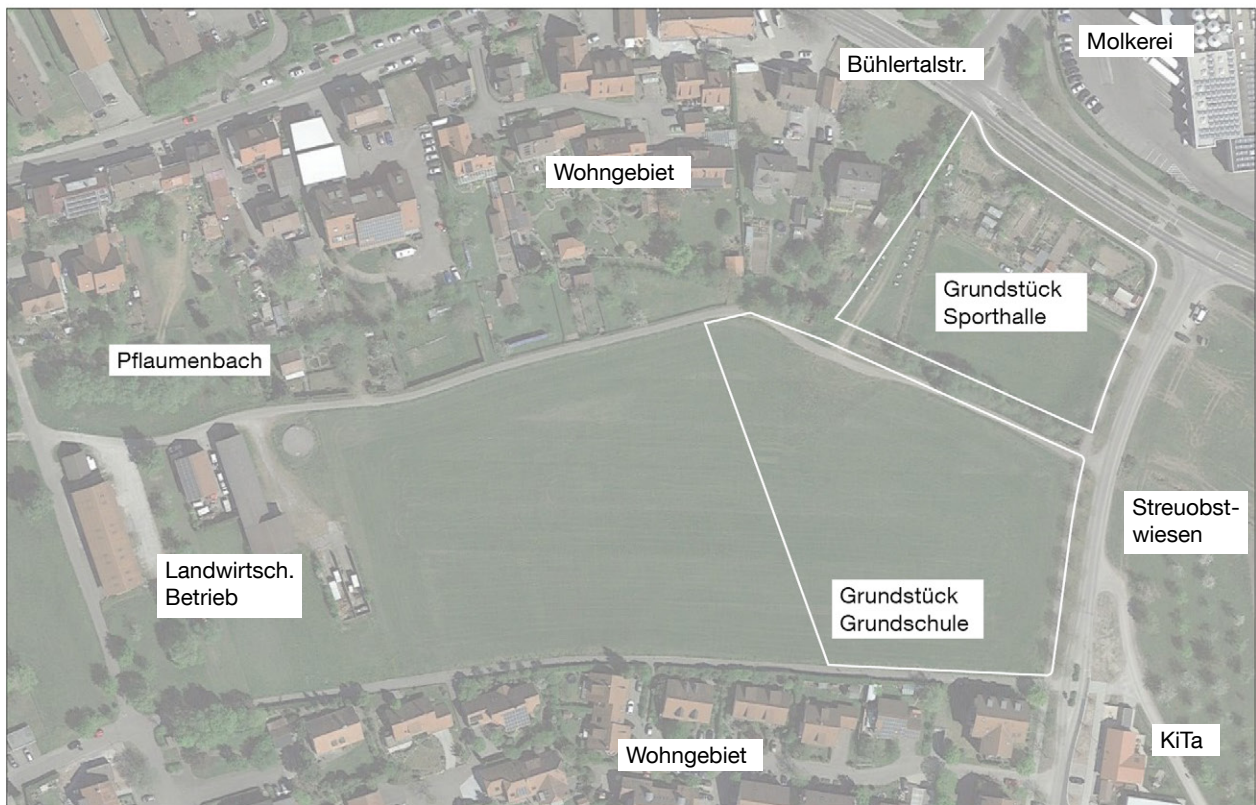 Molkerei
Bühlertalstr.
Wohngebiet
Grundstück
Sporthalle
Pflaumenbach
Streuobst-
wiesen
Landwirtsch.
Betrieb
Grundstück
Grundschule
KiTa
Wohngebiet